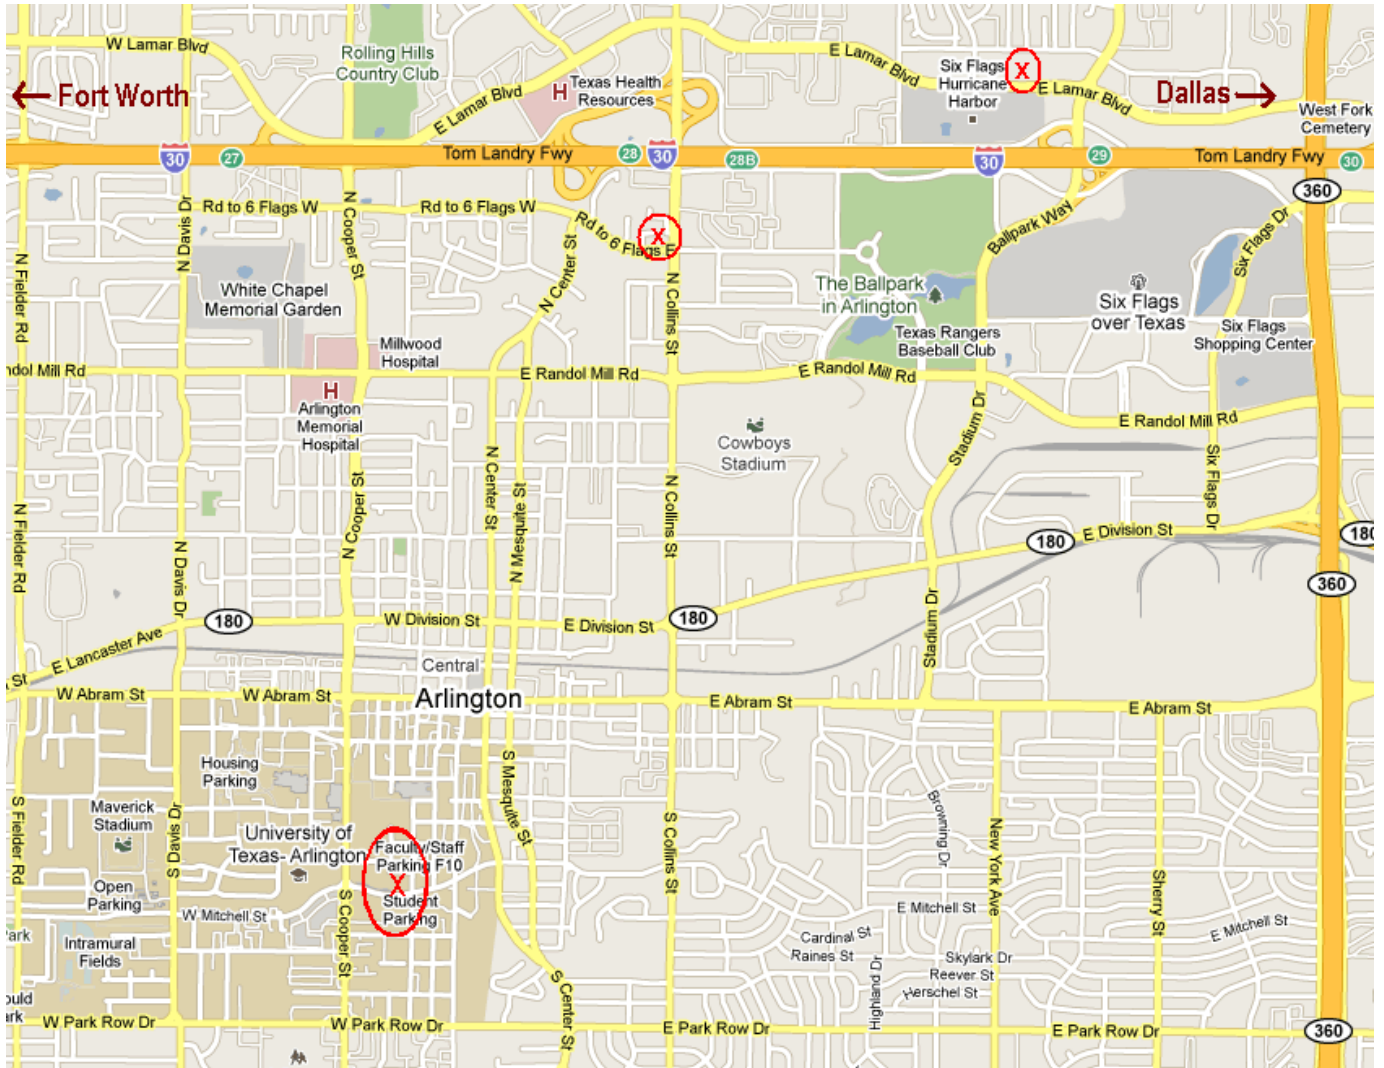 W Lamar Blvd
Rolling Hills
Country Club
E Lamar Blvd
Six Flags
Hurricane
Harbor
X
E Lamar Blvd
← Fort Worth
H
Texas Health
Resources
E Lamar Blvd
Dallas →
West Fork
Cemetery
30
27
Tom Landry Fwy
28
30
28B
30
29
Tom Landry Fwy
30
360
Rd to 6 Flags W
Rd to 6 Flags W
Rd to 6 Flags E
X
N Davis Dr
N Cooper St
N Center St
N Fielder Rd
N Collins St
Ballpark Way
Six Flags Dr
White Chapel
Memorial Garden
The Ballpark
in Arlington
Six Flags
over Texas
Texas Rangers
Baseball Club
Six Flags
Shopping Center
Millwood
Hospital
ndol Mill Rd
E Randol Mill Rd
E Randol Mill Rd
E Randol Mill Rd
H
Arlington
Memorial
Hospital
Cowboys
Stadium
Stadium Dr
Six Flags Dr
N Fielder Rd
N Davis Dr
N Cooper St
N Center St
N Mesquite St
N Collins St
180
E Division St
180
360
180
W Division St
E Division St
180
Stadium Dr
E Lancaster Ave
St
Central
Arlington
W Abram St
W Abram St
E Abram St
E Abram St
Housing
Parking
Maverick
Stadium
University of
Texas- Arlington
Faculty/Staff
Parking F10
X
Student
Parking
Open
Parking
S Fielder Rd
S Davis Dr
S Cooper St
S Mesquite St
S Collins St
S Center St
Browning Dr
New York Ave
Sherry St
W Mitchell St
E Mitchell St
E Mitchell St
Park
Intramural
Fields
Cardinal St
Raines St
Highland Dr
Skylark Dr
Reever St
Herschel St
ould
ark
W Park Row Dr
W Park Row Dr
E Park Row Dr
E Park Row Dr
360